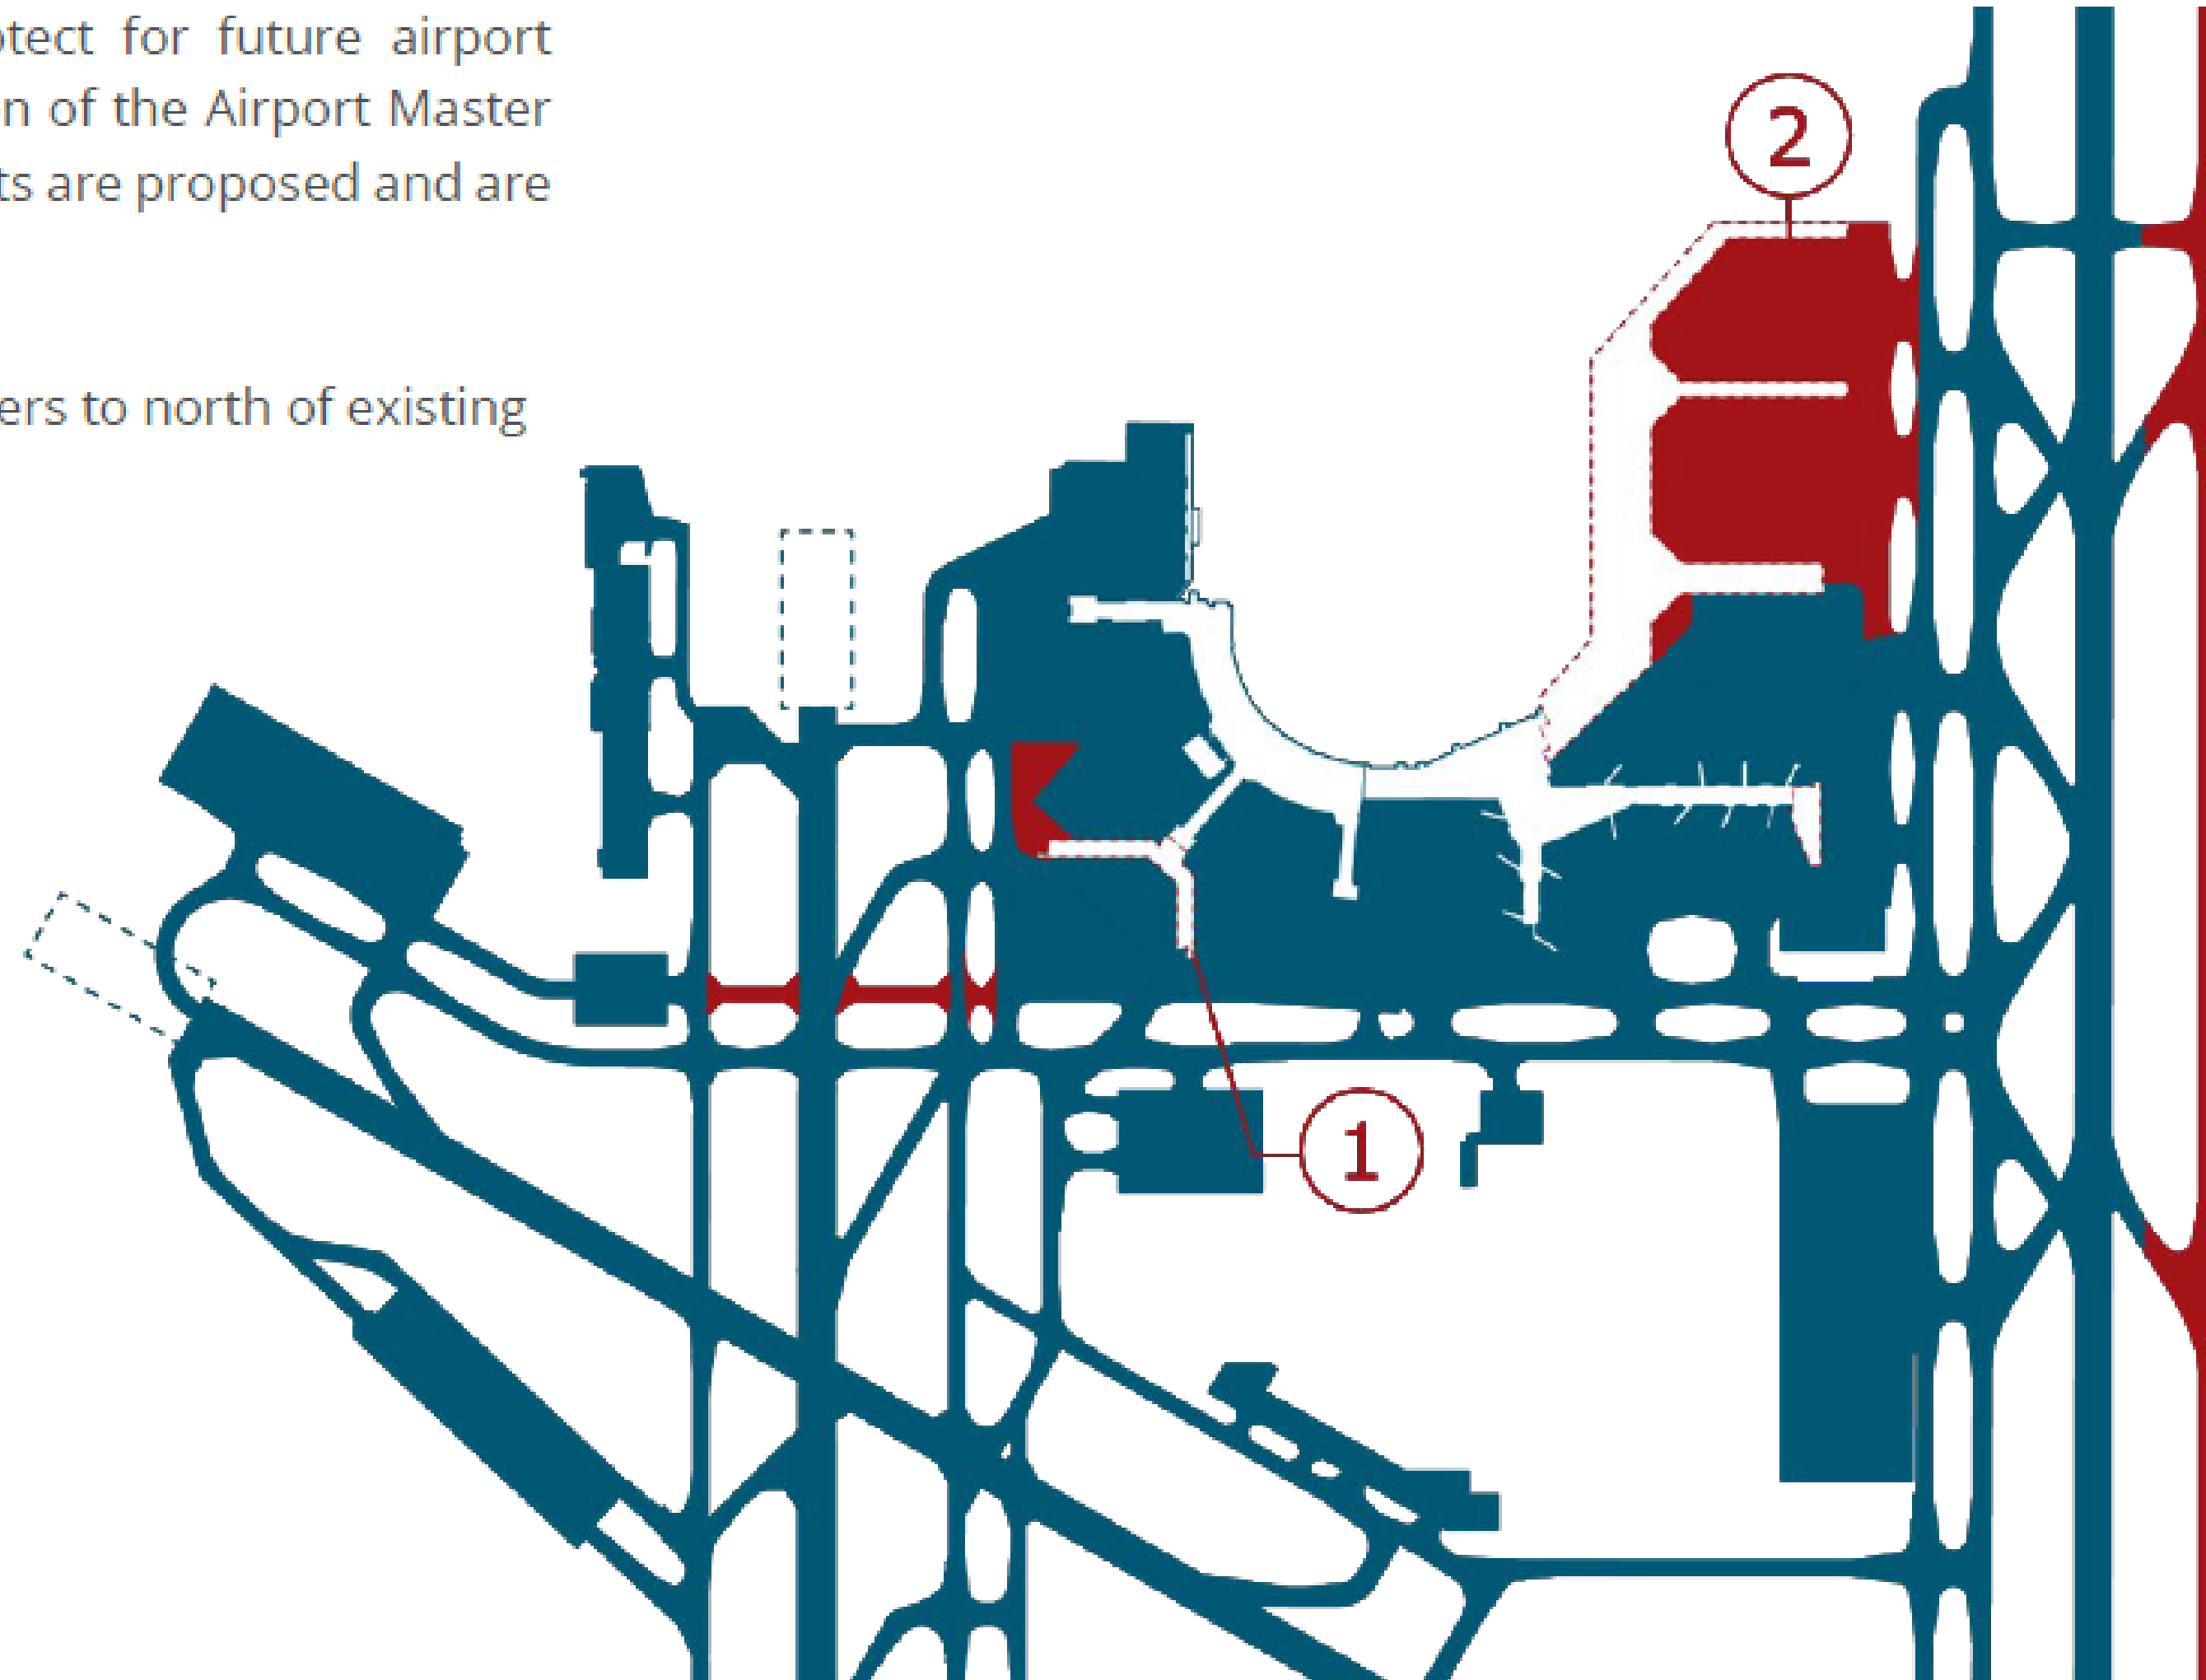 otect for future airport
n of the Airport Master
ts are proposed and are
ers to north of existing
2
1